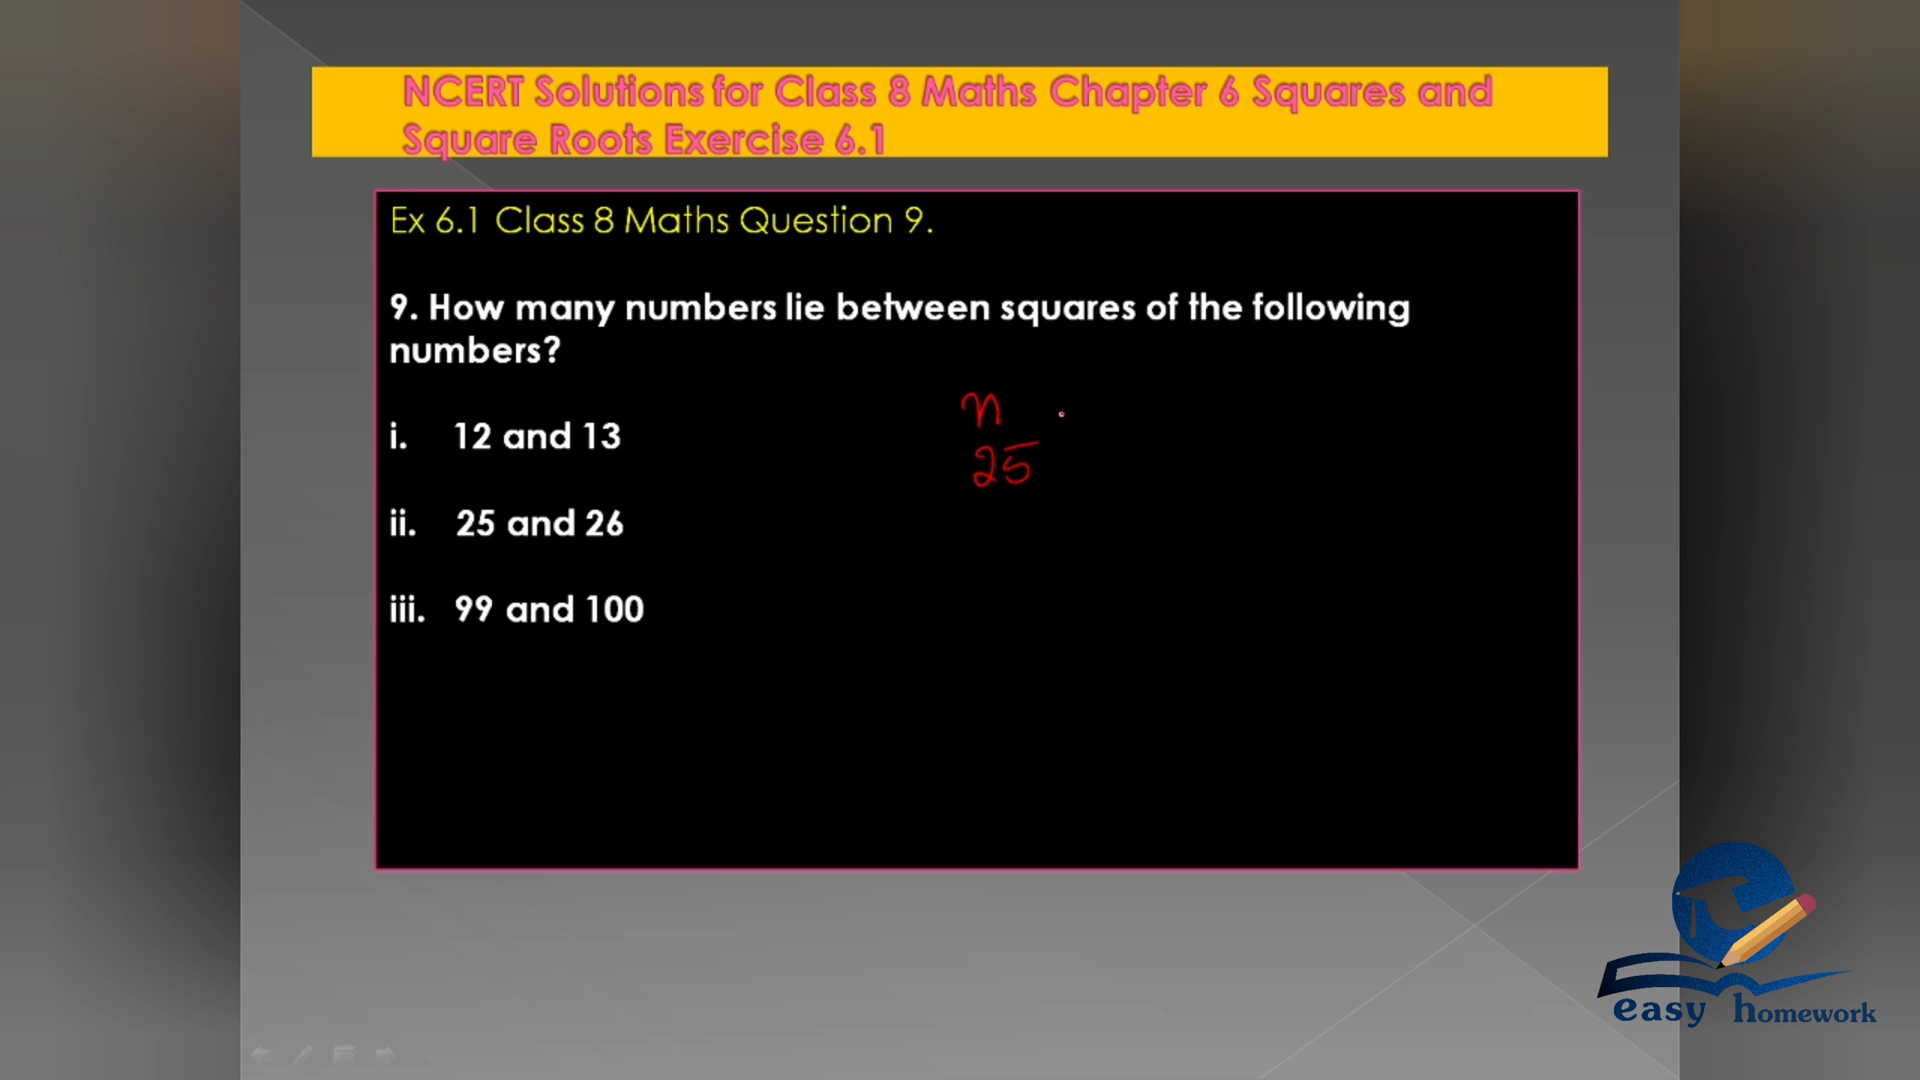 NCERT Solutions for Class 8 Maths Chapter 6 Squares and
Square Roots Exercise 6.1
Ex 6.1 Class 8 Maths Question 9.
9. How many numbers lie between squares of the following
numbers?
i. 12 and 13
ii. 25 and 26
iii. 99 and 100
n
25
easy homework